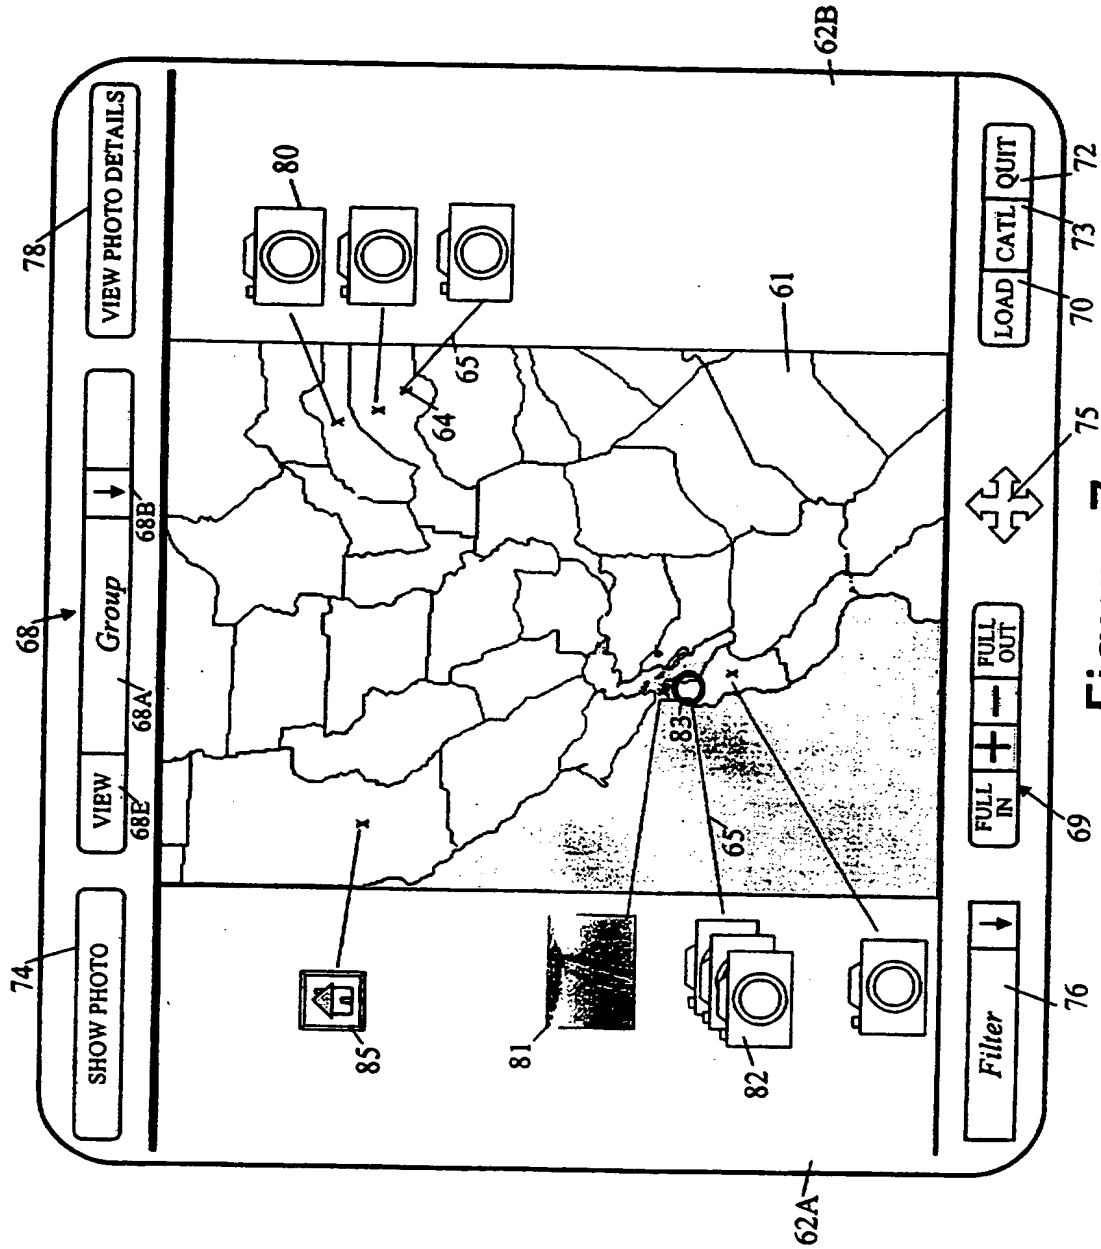 74
68
78
SHOW PHOTO
VIEW
Group
VIEW PHOTO DETAILS
68E
68A
68B
85
80
81
64
65
82
65
83
61
62A
62B
Filter
FULL IN
FULL OUT
LOAD
CATL
QUIT
76
69
75
70
73
72